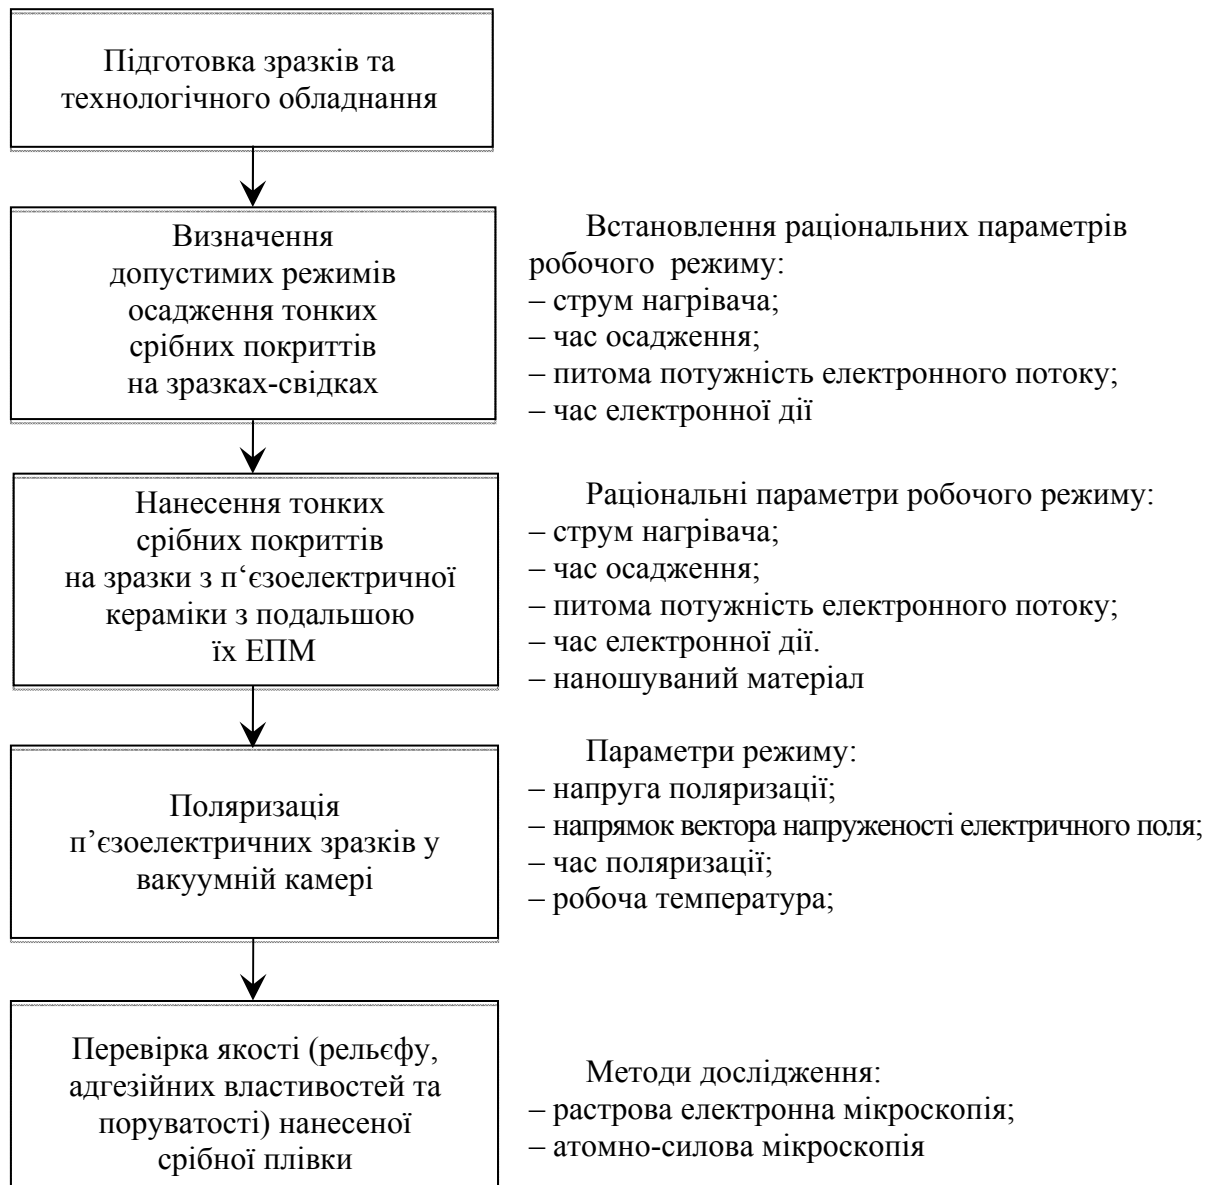 Підготовка зразків та
технологічного обладнання
Визначення
допустимих режимів
осадження тонких
срібних покриттів
на зразках-свідках
Встановлення раціональних параметрів
робочого режиму:
– струм нагрівача;
– час осадження;
– питома потужність електронного потоку;
– час електронної дії
Нанесення тонких
срібних покриттів
на зразки з п‘єзоелектричної
кераміки з подальшою
їх ЕПМ
Раціональні параметри робочого режиму:
– струм нагрівача;
– час осадження;
– питома потужність електронного потоку;
– час електронної дії.
– наношуваний матеріал
Поляризація
п’єзоелектричних зразків у
вакуумній камері
Параметри режиму:
– напруга поляризації;
– напрямок вектора напруженості електричного поля;
– час поляризації;
– робоча температура;
Перевірка якості (рельєфу,
адгезійних властивостей та
поруватості) нанесеної
срібної плівки
Методи дослідження:
– растрова електронна мікроскопія;
– атомно-силова мікроскопія